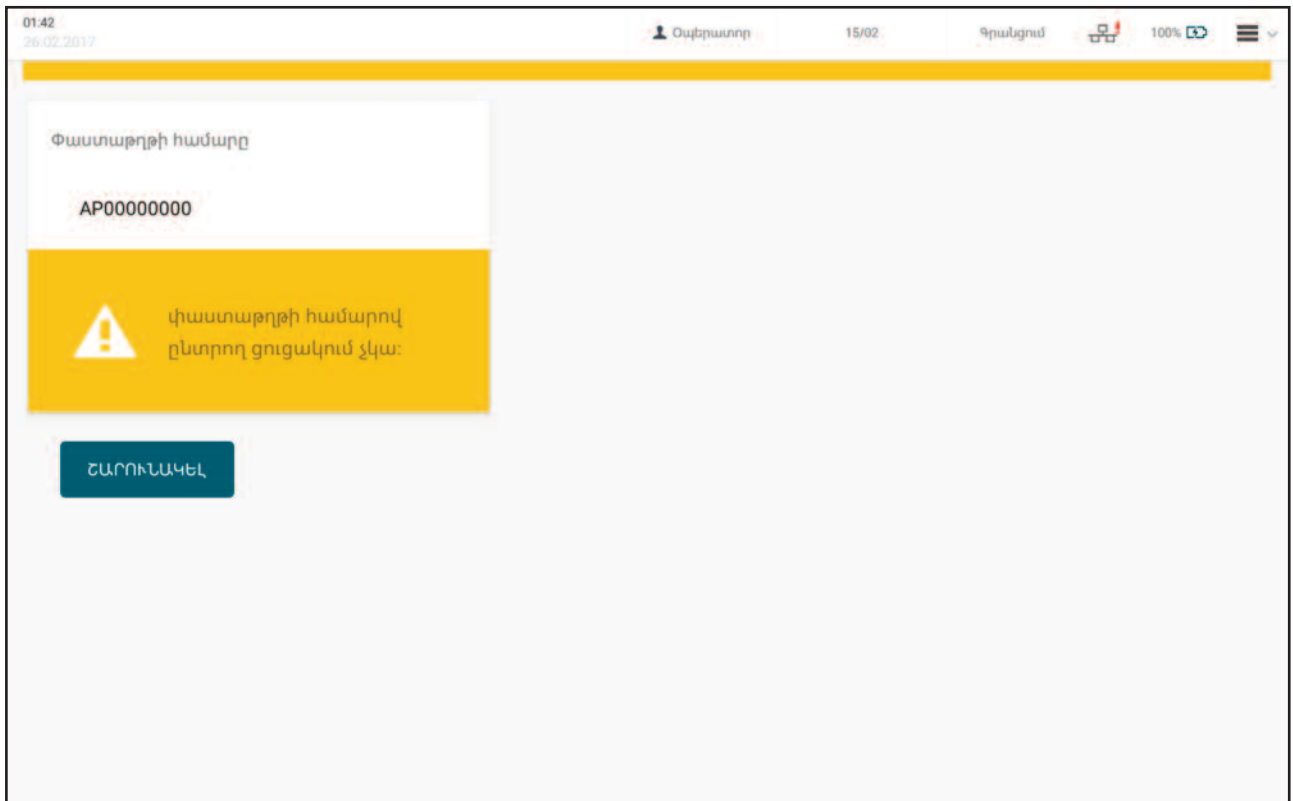 01:42
26.02.2017
Օպերատոր
15/02
Գրանցում
100%
Փաստաթղթի համարը
AP00000000
փաստաթղթի համարով
ընտրող ցուցակում չկա:
ՇԱՐՈՒՆԱԿԵԼ